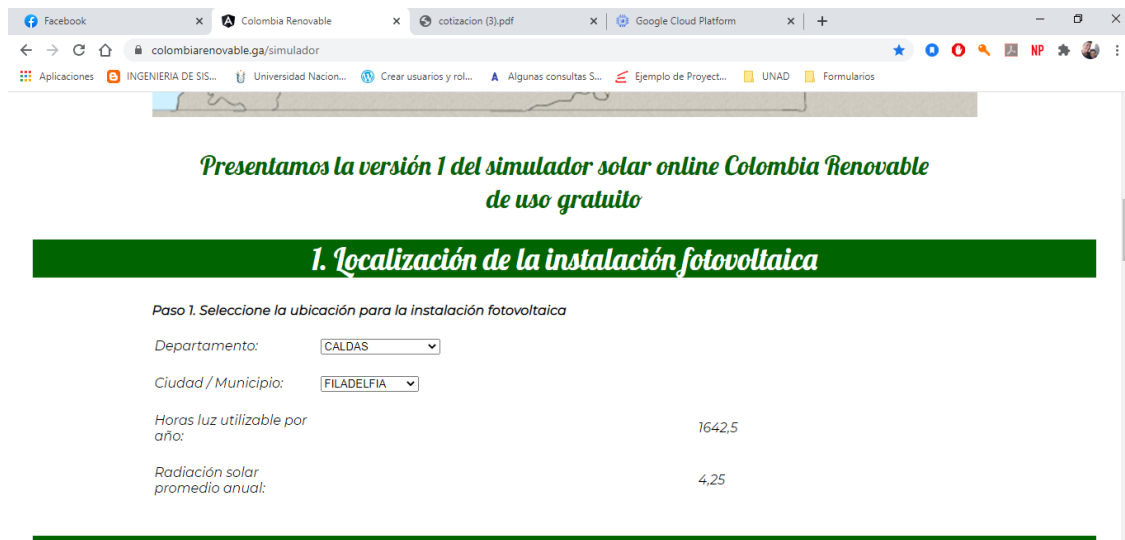 Facebook
Colombia Renovable
cotizacion (3).pdf
Google Cloud Platform
colombiarenovable.ga/simulador
Aplicaciones
INGENIERIA DE SIS...
Universidad Nacion...
Crear usuarios y rol...
Algunas consultas S...
Ejemplo de Proyect...
UNAD
Formularios
NP
Presentamos la versión 1 del simulador solar online Colombia Renovable
de uso gratuito
1. Localización de la instalación fotovoltaica
Paso 1. Seleccione la ubicación para la instalación fotovoltaica
Departamento: CALDAS
Ciudad / Municipio: FILADELFIA
Horas luz utilizable por
año: 1642,5
Radiación solar
promedio anual: 4,25